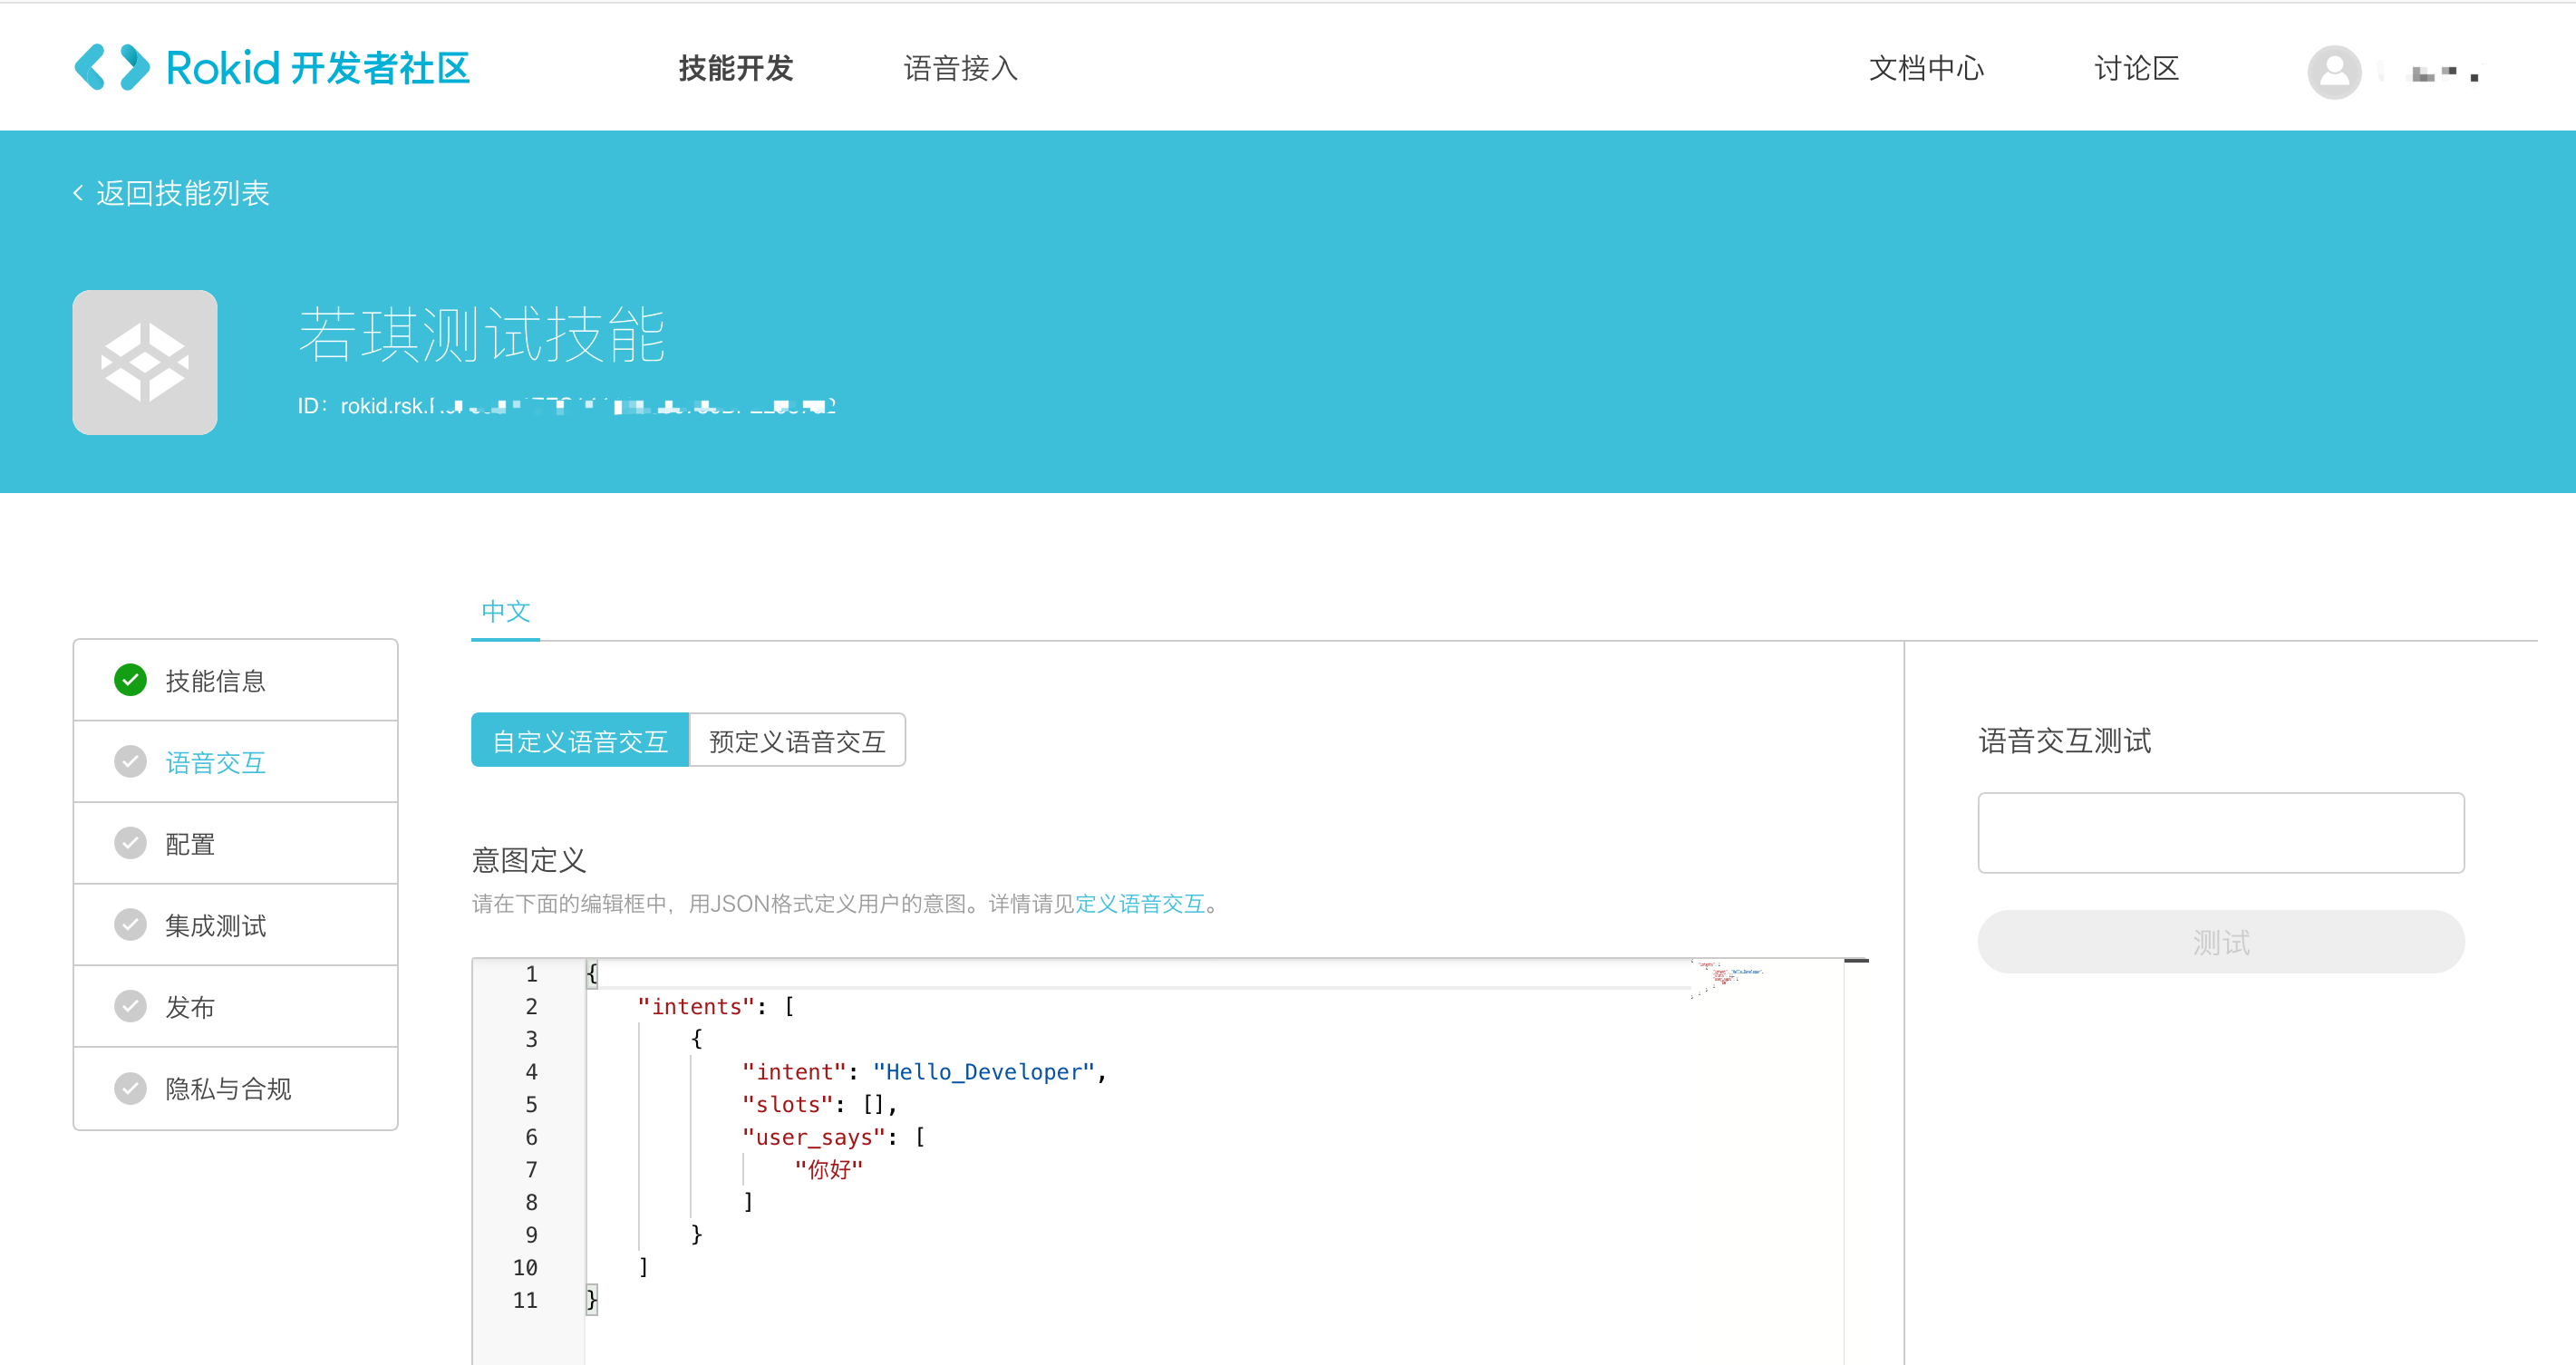 Rokid 开发者社区
技能开发
语音接入
文档中心
讨论区
返回技能列表
若琪测试技能
ID: rokid.rsk.
中文
技能信息
语音交互
配置
集成测试
发布
隐私与合规
自定义语音交互
预定义语音交互
意图定义
请在下面的编辑框中，用JSON格式定义用户的意图。详情请见定义语音交互。
1 {
2 "intents": [
3 {
4 "intent": "Hello_Developer",
5 "slots": [],
6 "user_says": [
7 "你好"
8 ]
9 }
10 ]
11 }
语音交互测试
测试